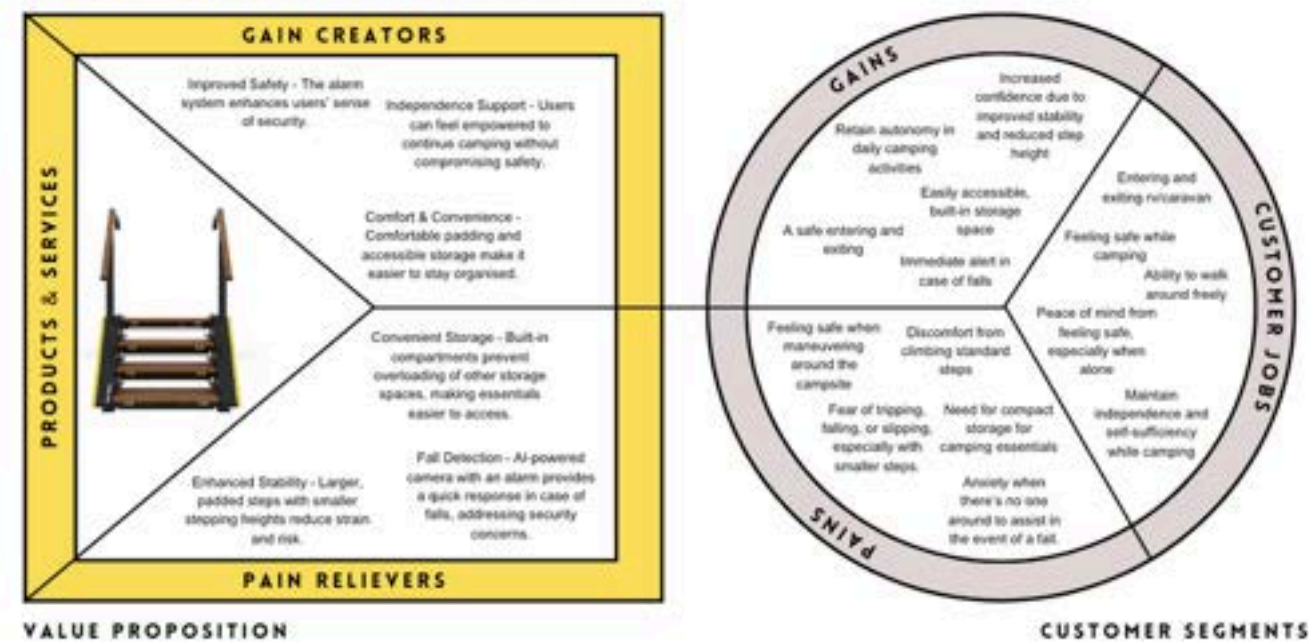 GAIN CREATORS
Improved Safety - The alarm
system enhances users' sense
of security.
Independence Support - Users
can feel empowered to
continue camping without
compromising safety.
Comfort & Convenience -
Comfortable padding and
accessible storage make it
easier to stay organised.
PRODUCTS & SERVICES
Convenient Storage - Built-in
compartments prevent
overloading of other storage
spaces, making essentials
easier to access.
Enhanced Stability - Larger,
padded steps with smaller
stepping heights reduce strain
and risk.
Fall Detection - AI-powered
camera with an alarm provides
a quick response in case of
falls, addressing security
concerns.
PAIN RELIEVERS
VALUE PROPOSITION
GAINS
Increased
confidence due to
improved stability
and reduced step
height
Retain autonomy in
daily camping
activities
Easily accessible,
built-in storage
space
A safe entering and
exiting
Immediate alert in
case of falls
CUSTOMER JOBS
Entering and
exiting rv/caravan
Feeling safe while
camping
Ability to walk
around freely
Peace of mind from
feeling safe,
especially when
alone
Maintain
independence and
self-sufficiency
while camping
Feeling safe when
maneuvering
around the
campsite
Discomfort from
climbing standard
steps
Fear of tripping,
falling, or slipping,
especially with
smaller steps.
Need for compact
storage for
camping essentials
Anxiety when
there's no one
around to assist in
the event of a fall.
PAINS
CUSTOMER SEGMENTS